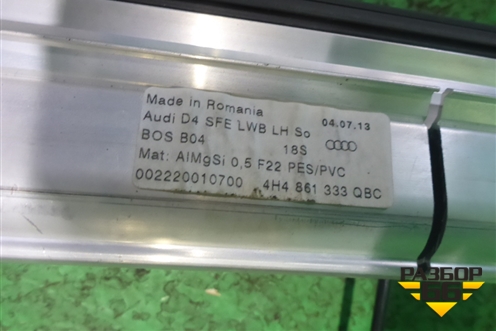 Made in Romania
Audi D4 SFE LWB LH So 04.07.13
BOS B04 18S
Mat: AlMgSi 0,5 F22 PES/PVC
002220010700 4H4 861 333 QBC
РАЗБОР